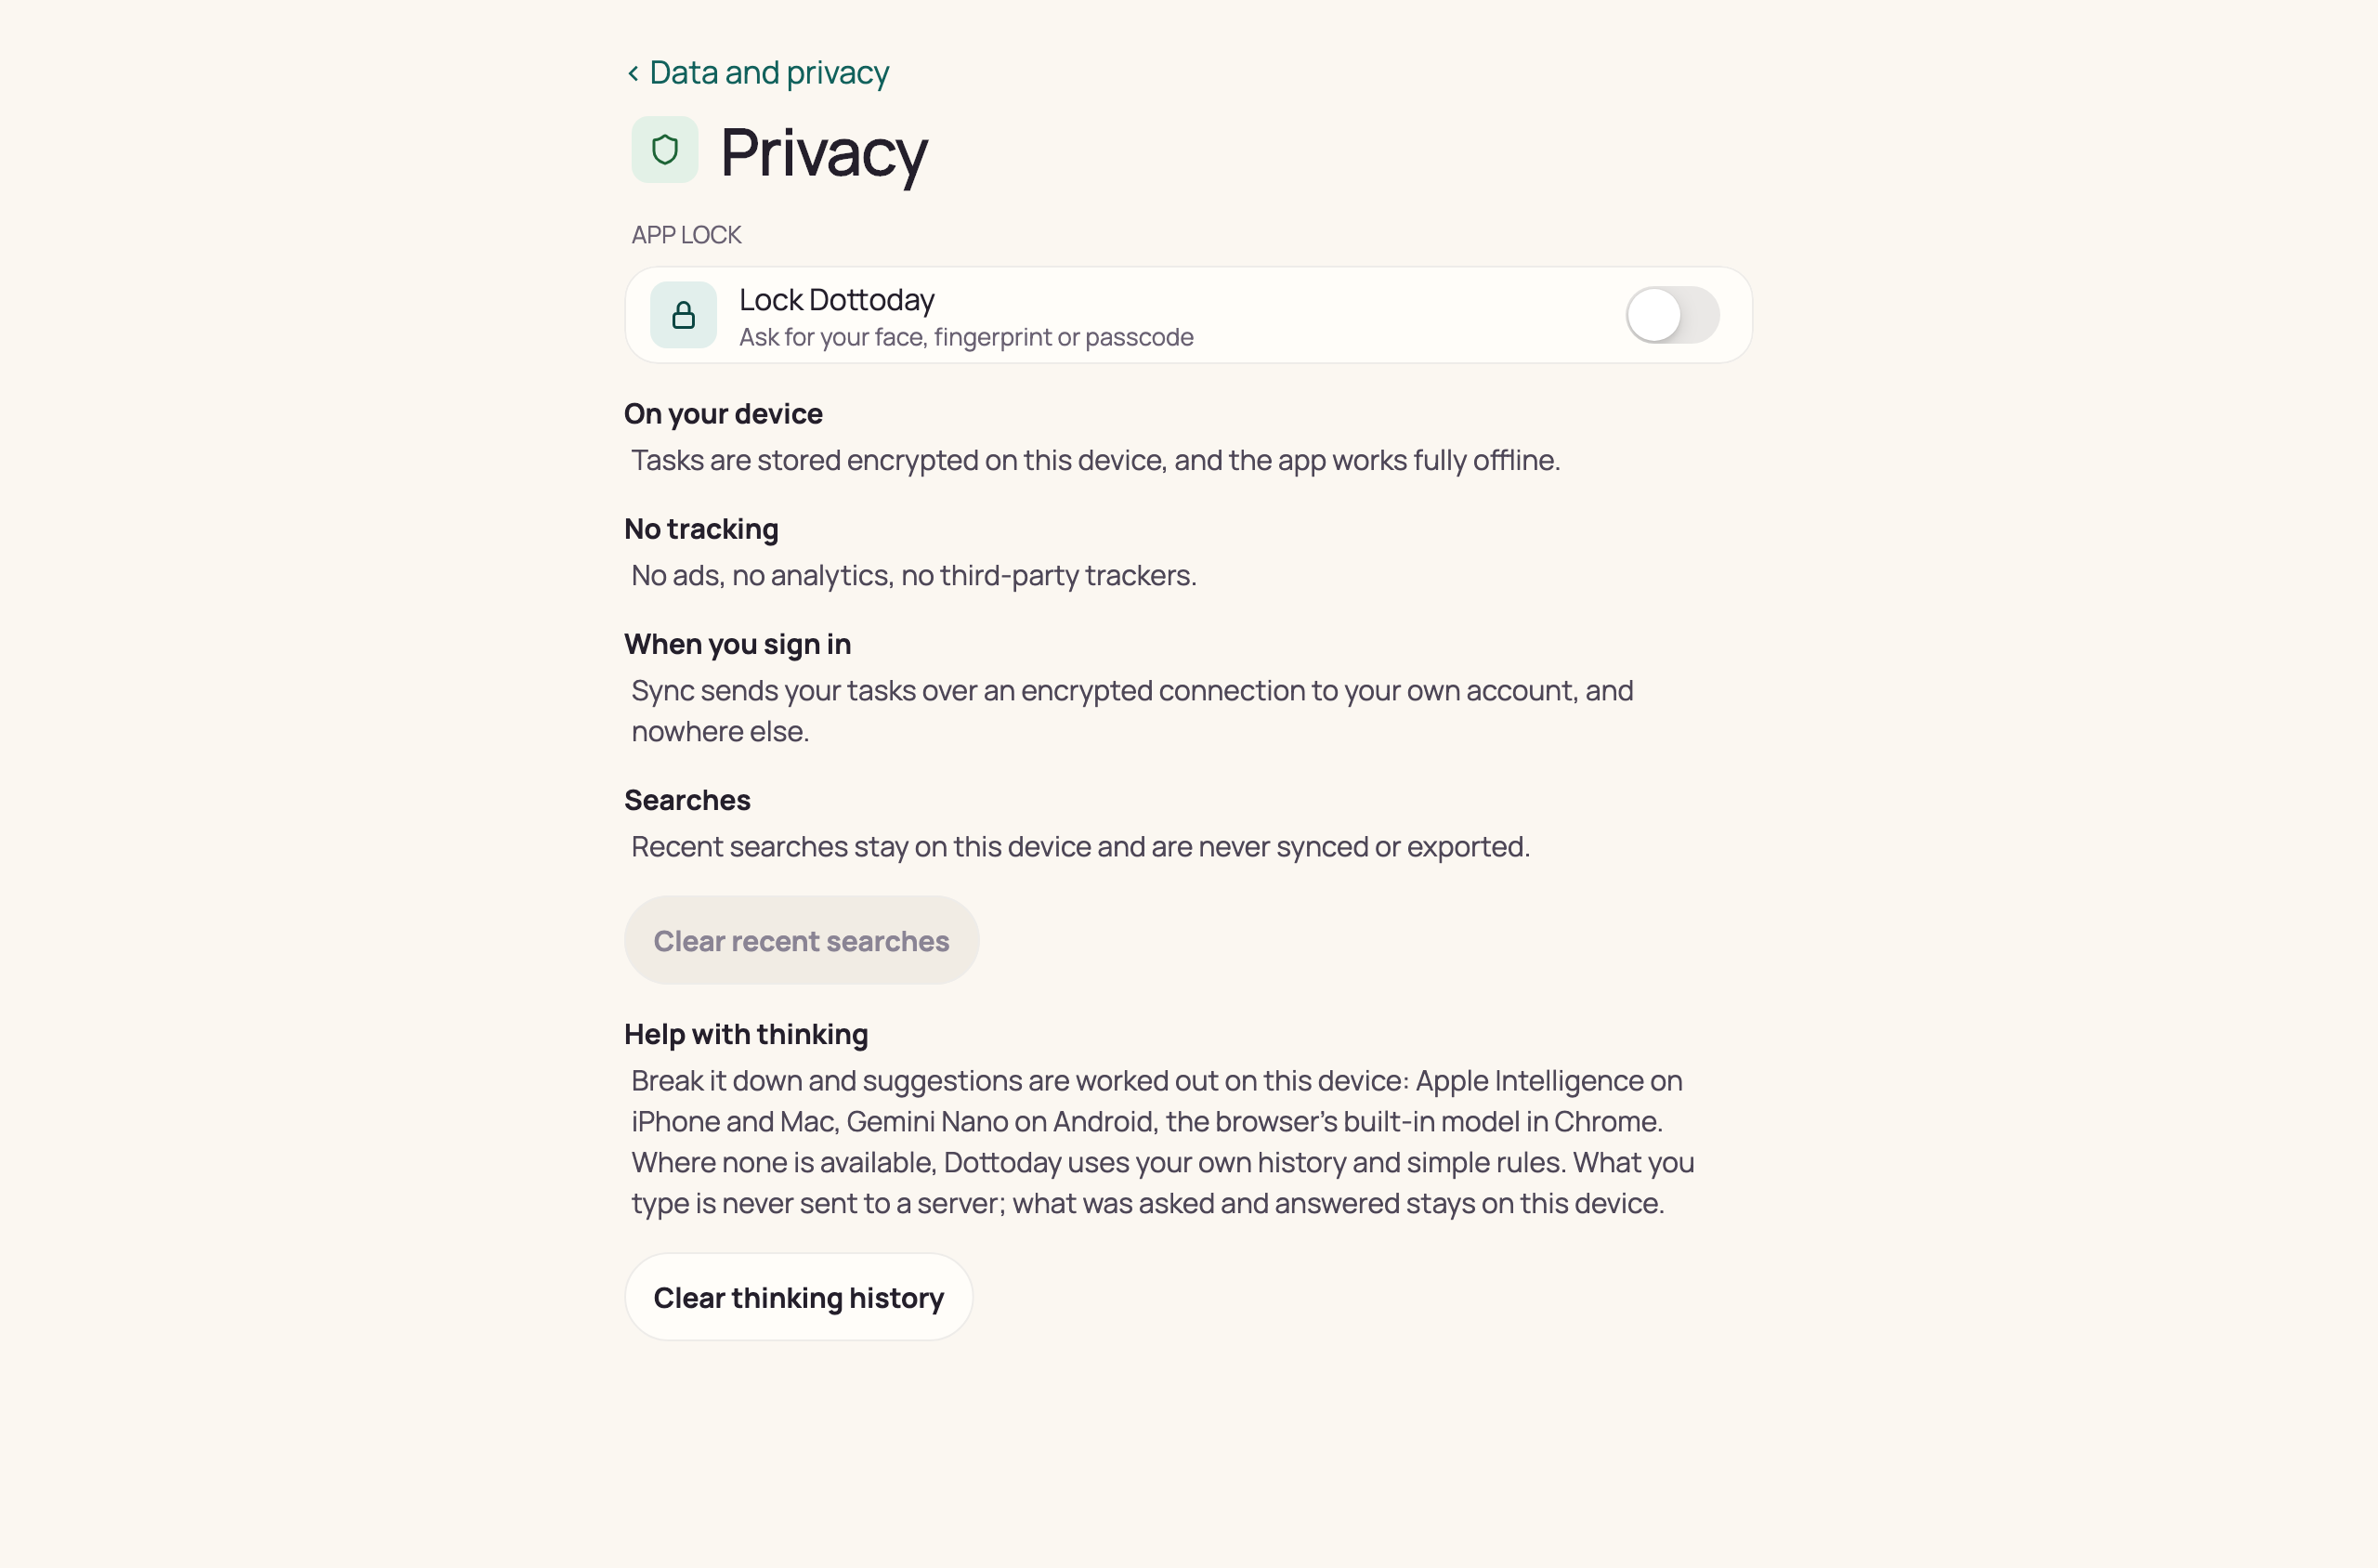 ‹ Data and privacy
Privacy
APP LOCK
Lock Dottoday
Ask for your face, fingerprint or passcode
On your device
Tasks are stored encrypted on this device, and the app works fully offline.
No tracking
No ads, no analytics, no third-party trackers.
When you sign in
Sync sends your tasks over an encrypted connection to your own account, and
nowhere else.
Searches
Recent searches stay on this device and are never synced or exported.
Clear recent searches
Help with thinking
Break it down and suggestions are worked out on this device: Apple Intelligence on
iPhone and Mac, Gemini Nano on Android, the browser’s built-in model in Chrome.
Where none is available, Dottoday uses your own history and simple rules. What you
type is never sent to a server; what was asked and answered stays on this device.
Clear thinking history